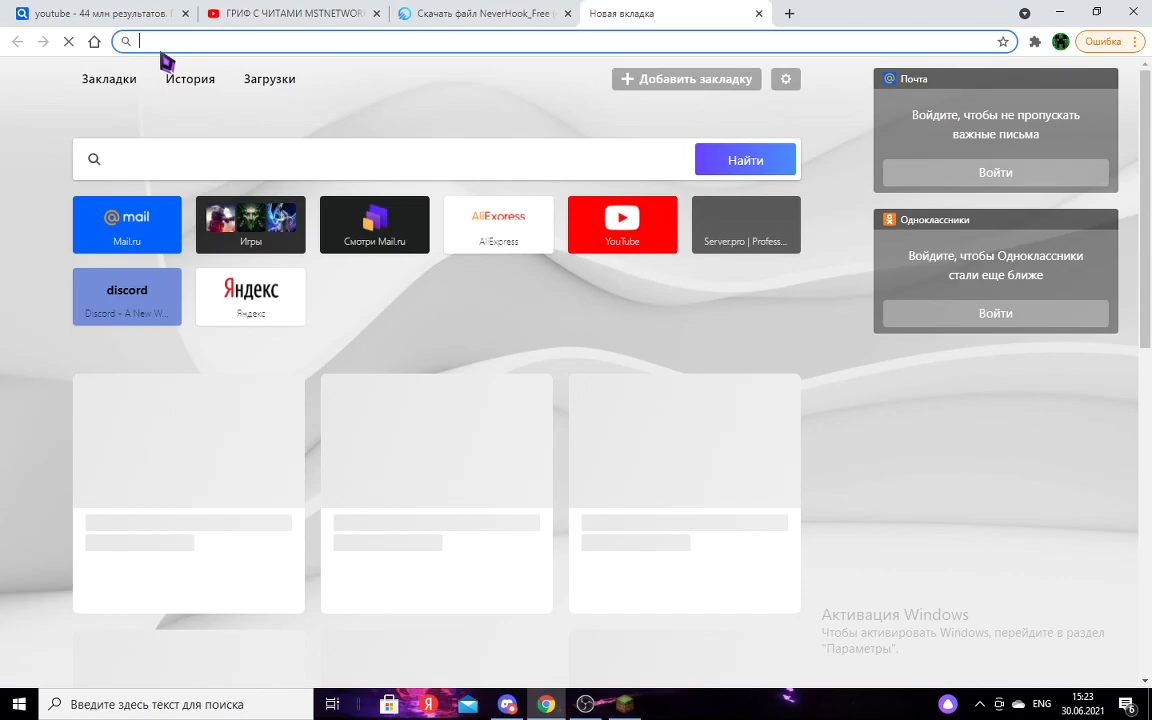 youtube - 44 млн результатов. П
ГРИФ С ЧИТАМИ MSTNETWORK
Скачать файл NeverHook_Free (
Новая вкладка
Ошибка
Закладки
История
Загрузки
Добавить закладку
Найти
@mail
Mail.ru
Игры
Смотри Mail.ru
AliExpress
AliExpress
YouTube
Server.pro | Profess...
discord
Discord - A New W...
Яндекс
Яндекс
Почта
Войдите, чтобы не пропускать
важные письма
Войти
Одноклассники
Войдите, чтобы Одноклассники
стали еще ближе
Войти
Активация Windows
Чтобы активировать Windows, перейдите в раздел
"Параметры".
Введите здесь текст для поиска
ENG
15:23
30.06.2021
6